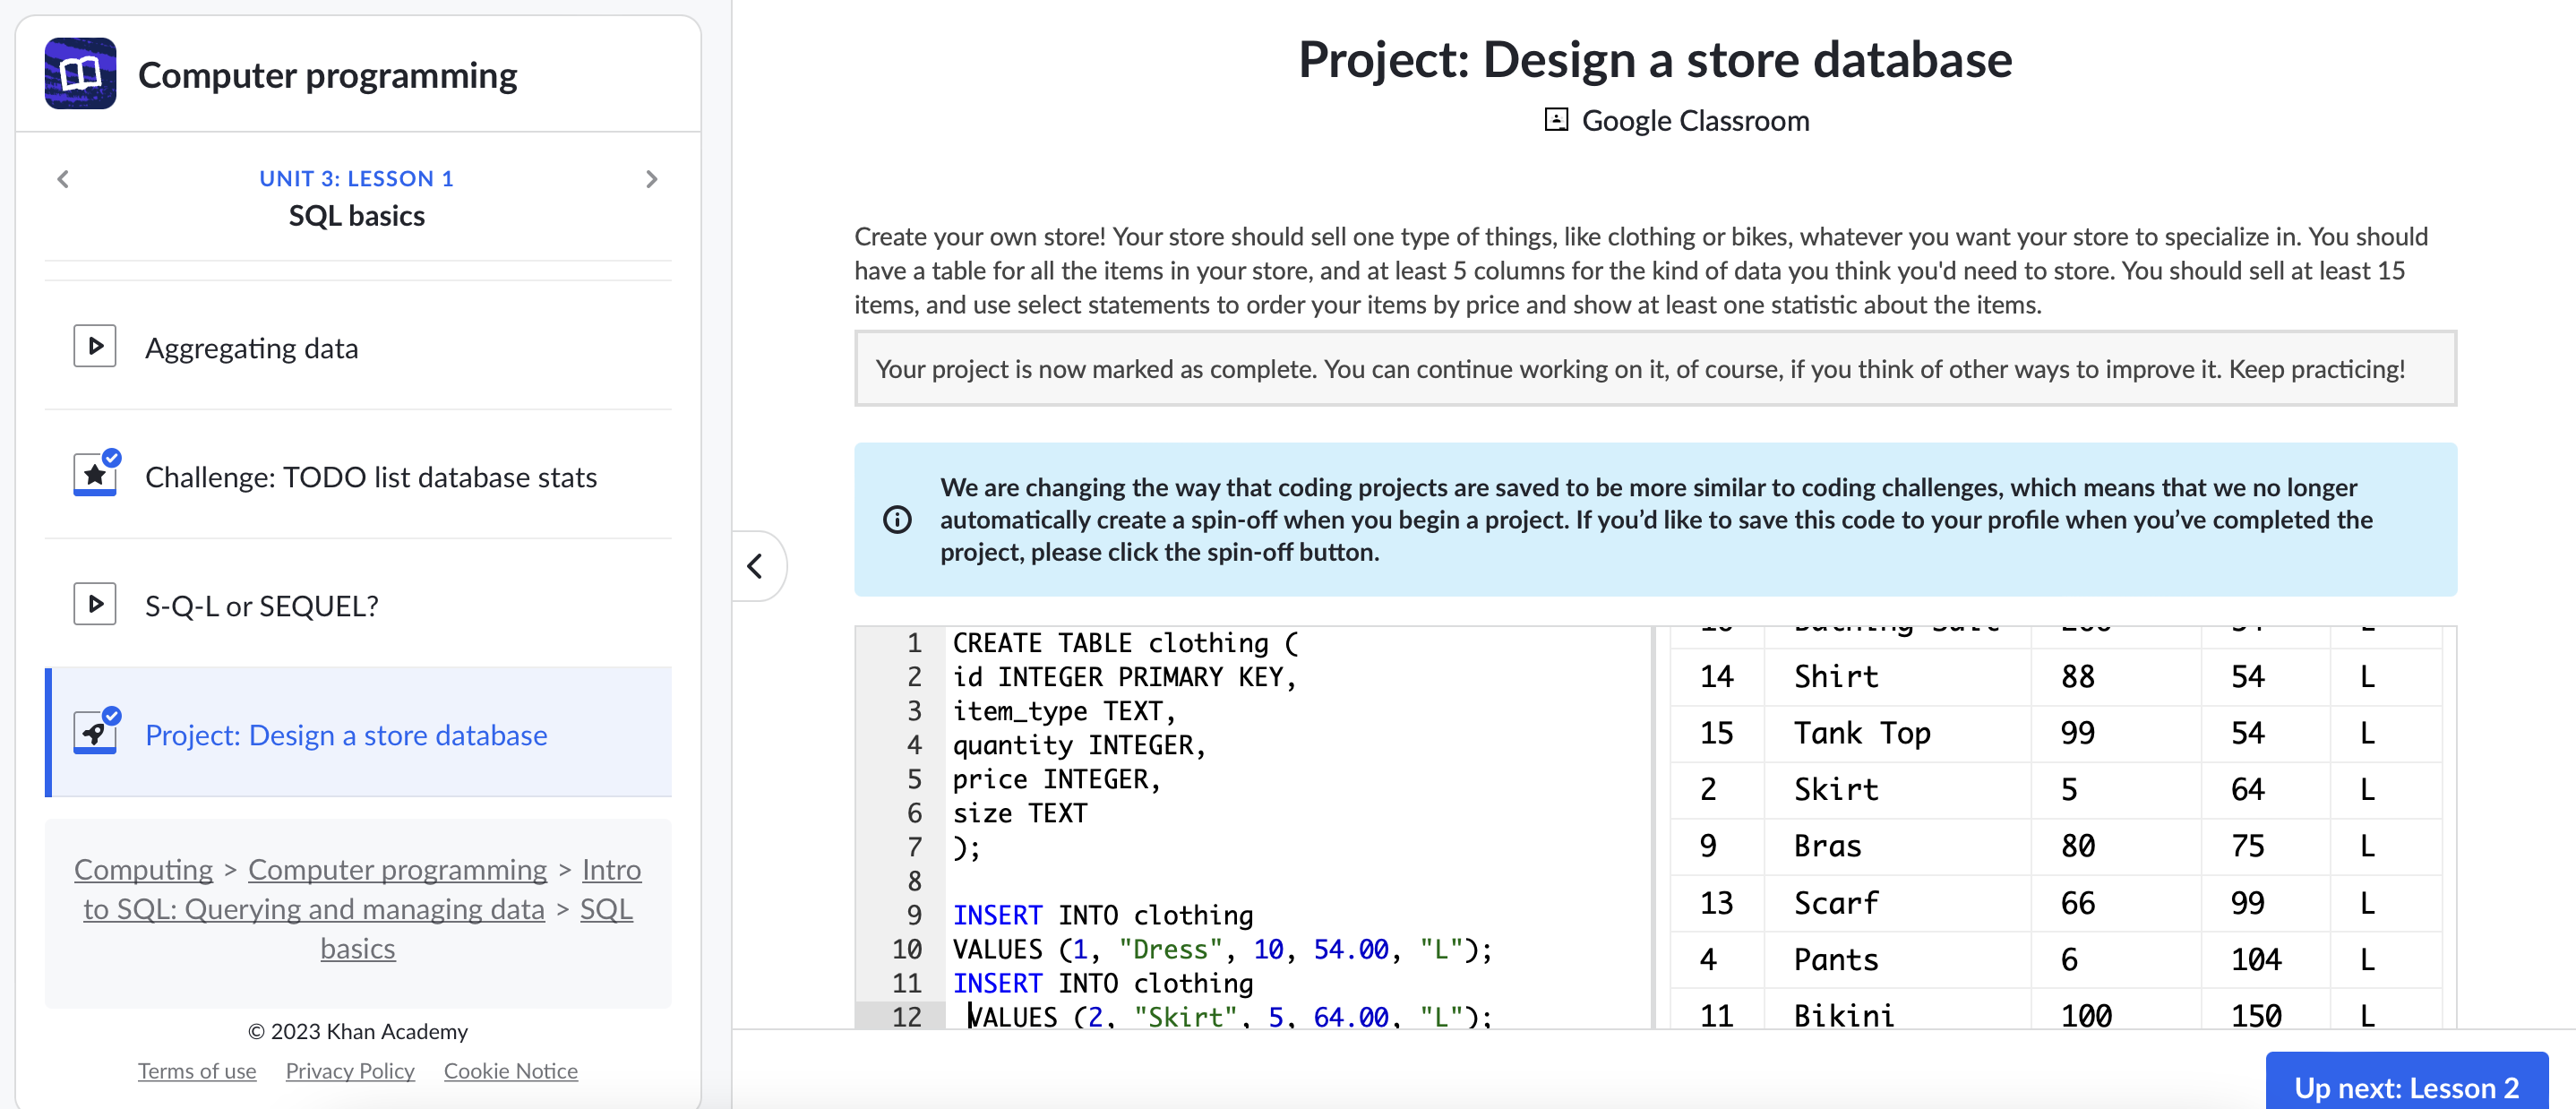 Computer programming
UNIT 3: LESSON 1
SQL basics
Aggregating data
Challenge: TODO list database stats
S-Q-L or SEQUEL?
Project: Design a store database
Computing > Computer programming > Intro
to SQL: Querying and managing data > SQL
basics
© 2023 Khan Academy
Terms of use Privacy Policy Cookie Notice
Project: Design a store database
Google Classroom
Create your own store! Your store should sell one type of things, like clothing or bikes, whatever you want your store to specialize in. You should
have a table for all the items in your store, and at least 5 columns for the kind of data you think you'd need to store. You should sell at least 15
items, and use select statements to order your items by price and show at least one statistic about the items.
Your project is now marked as complete. You can continue working on it, of course, if you think of other ways to improve it. Keep practicing!
We are changing the way that coding projects are saved to be more similar to coding challenges, which means that we no longer
automatically create a spin-off when you begin a project. If you’d like to save this code to your profile when you’ve completed the
project, please click the spin-off button.
1 CREATE TABLE clothing (
2 id INTEGER PRIMARY KEY,
3 item_type TEXT,
4 quantity INTEGER,
5 price INTEGER,
6 size TEXT
7 );
8
9 INSERT INTO clothing
10 VALUES (1, "Dress", 10, 54.00, "L");
11 INSERT INTO clothing
12 VALUES (2, "Skirt", 5, 64.00, "L");
14 Shirt 88 54 L
15 Tank Top 99 54 L
2 Skirt 5 64 L
9 Bras 80 75 L
13 Scarf 66 99 L
4 Pants 6 104 L
11 Bikini 100 150 L
Up next: Lesson 2